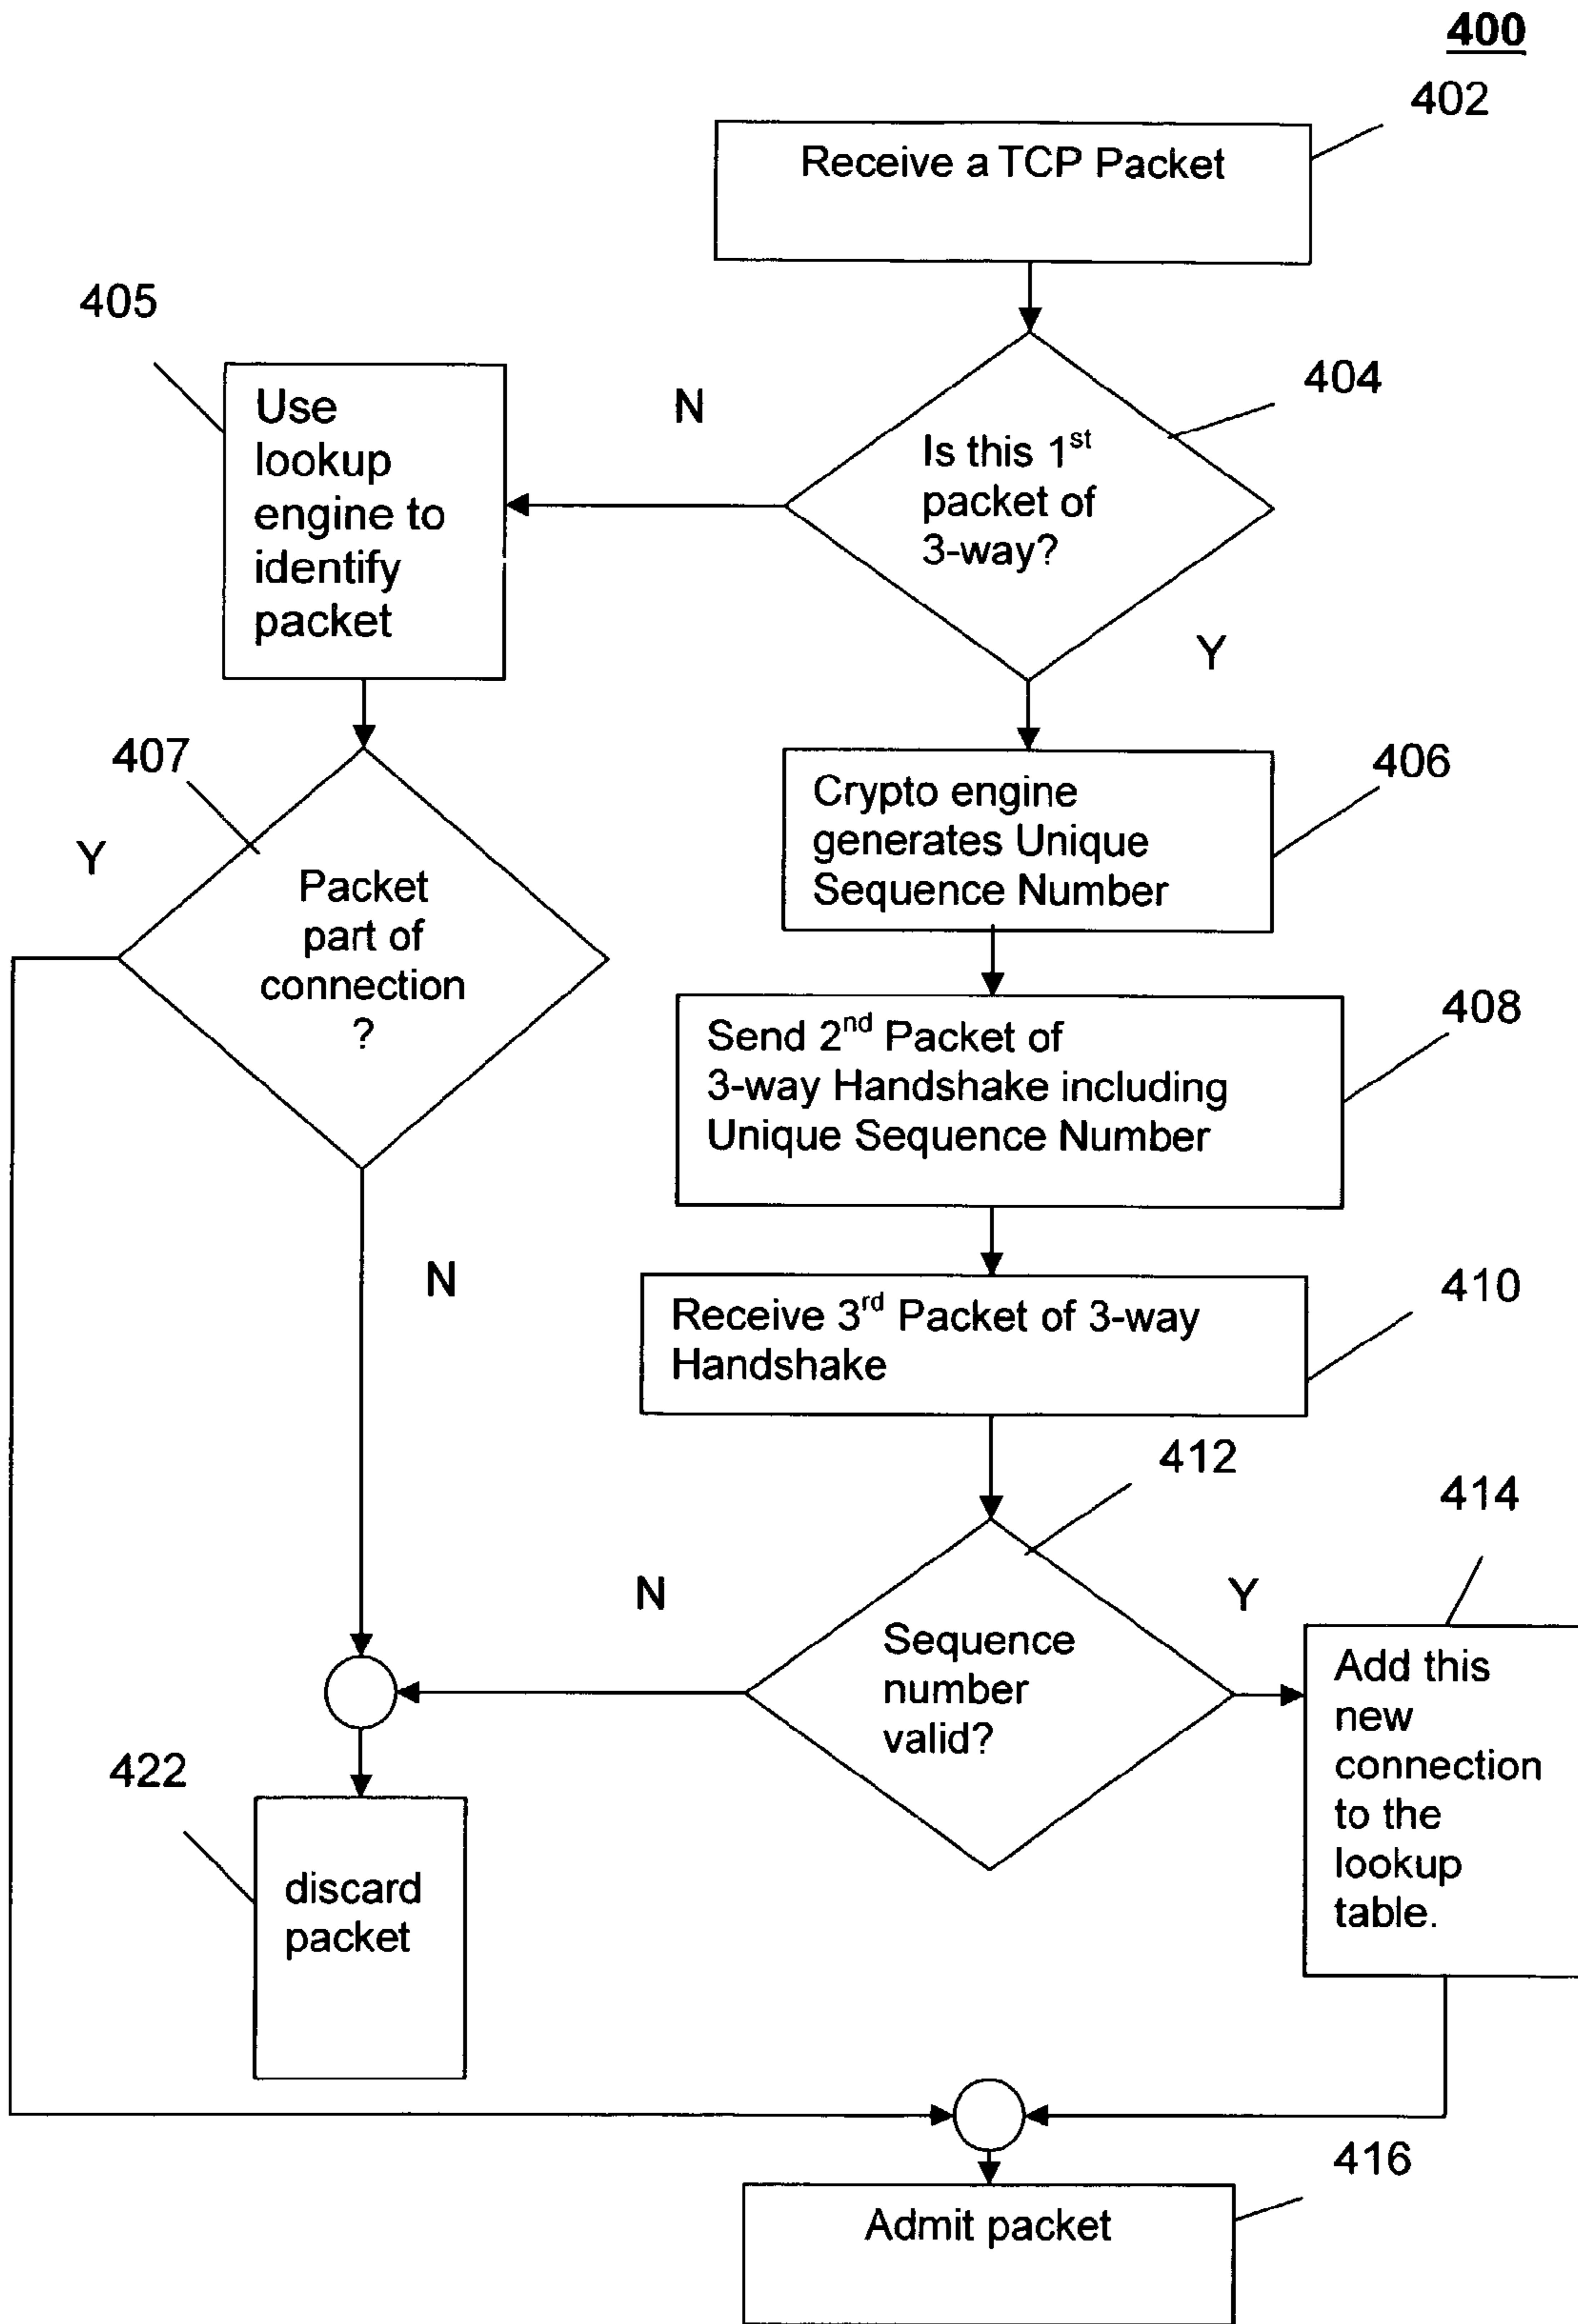 400
402
Receive a TCP Packet
405
404
Use
lookup
engine to
identify
packet
N
Is this 1st
packet of
3-way?
Y
407
406
Crypto engine
generates Unique
Sequence Number
Y
Packet
part of
connection
?
408
Send 2nd Packet of
3-way Handshake including
Unique Sequence Number
N
410
Receive 3rd Packet of 3-way
Handshake
412
414
N
Y
Sequence
number
valid?
Add this
new
connection
to the
lookup
table.
422
discard
packet
416
Admit packet